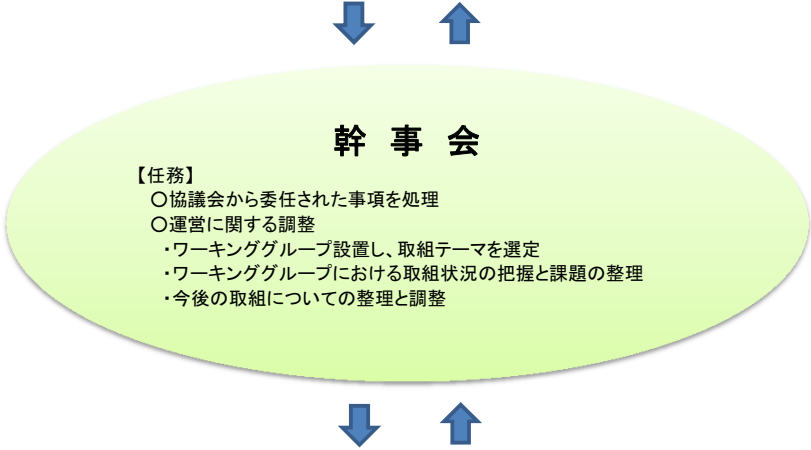 幹 事 会
【任務】
○協議会から委任された事項を処理
○運営に関する調整
・ワーキンググループ設置し、取組テーマを選定
・ワーキンググループにおける取組状況の把握と課題の整理
・今後の取組についての整理と調整